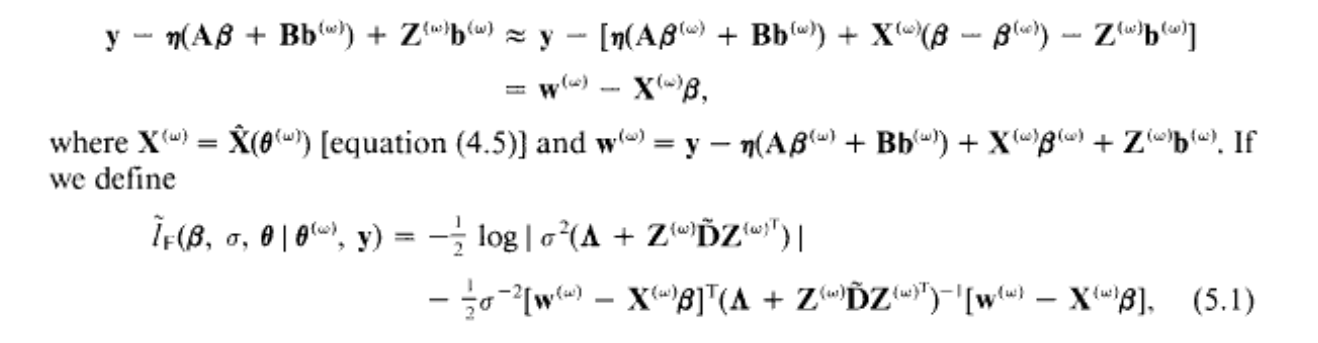 y − η(Aβ + Bb⁽ω⁾) + Z⁽ω⁾b⁽ω⁾ ≈ y − [η(Aβ⁽ω⁾ + Bb⁽ω⁾) + X⁽ω⁾(β − β⁽ω⁾) − Z⁽ω⁾b⁽ω⁾]
= w⁽ω⁾ − X⁽ω⁾β,
where X⁽ω⁾ = X̂(θ⁽ω⁾) [equation (4.5)] and w⁽ω⁾ = y − η(Aβ⁽ω⁾ + Bb⁽ω⁾) + X⁽ω⁾β⁽ω⁾ + Z⁽ω⁾b⁽ω⁾. If
we define
l̃F(β, σ, θ | θ⁽ω⁾, y) = −½ log | σ²(Λ + Z⁽ω⁾D̃Z⁽ω⁾ᵀ) |
− ½σ⁻²[w⁽ω⁾ − X⁽ω⁾β]ᵀ(Λ + Z⁽ω⁾D̃Z⁽ω⁾ᵀ)⁻¹[w⁽ω⁾ − X⁽ω⁾β], (5.1)